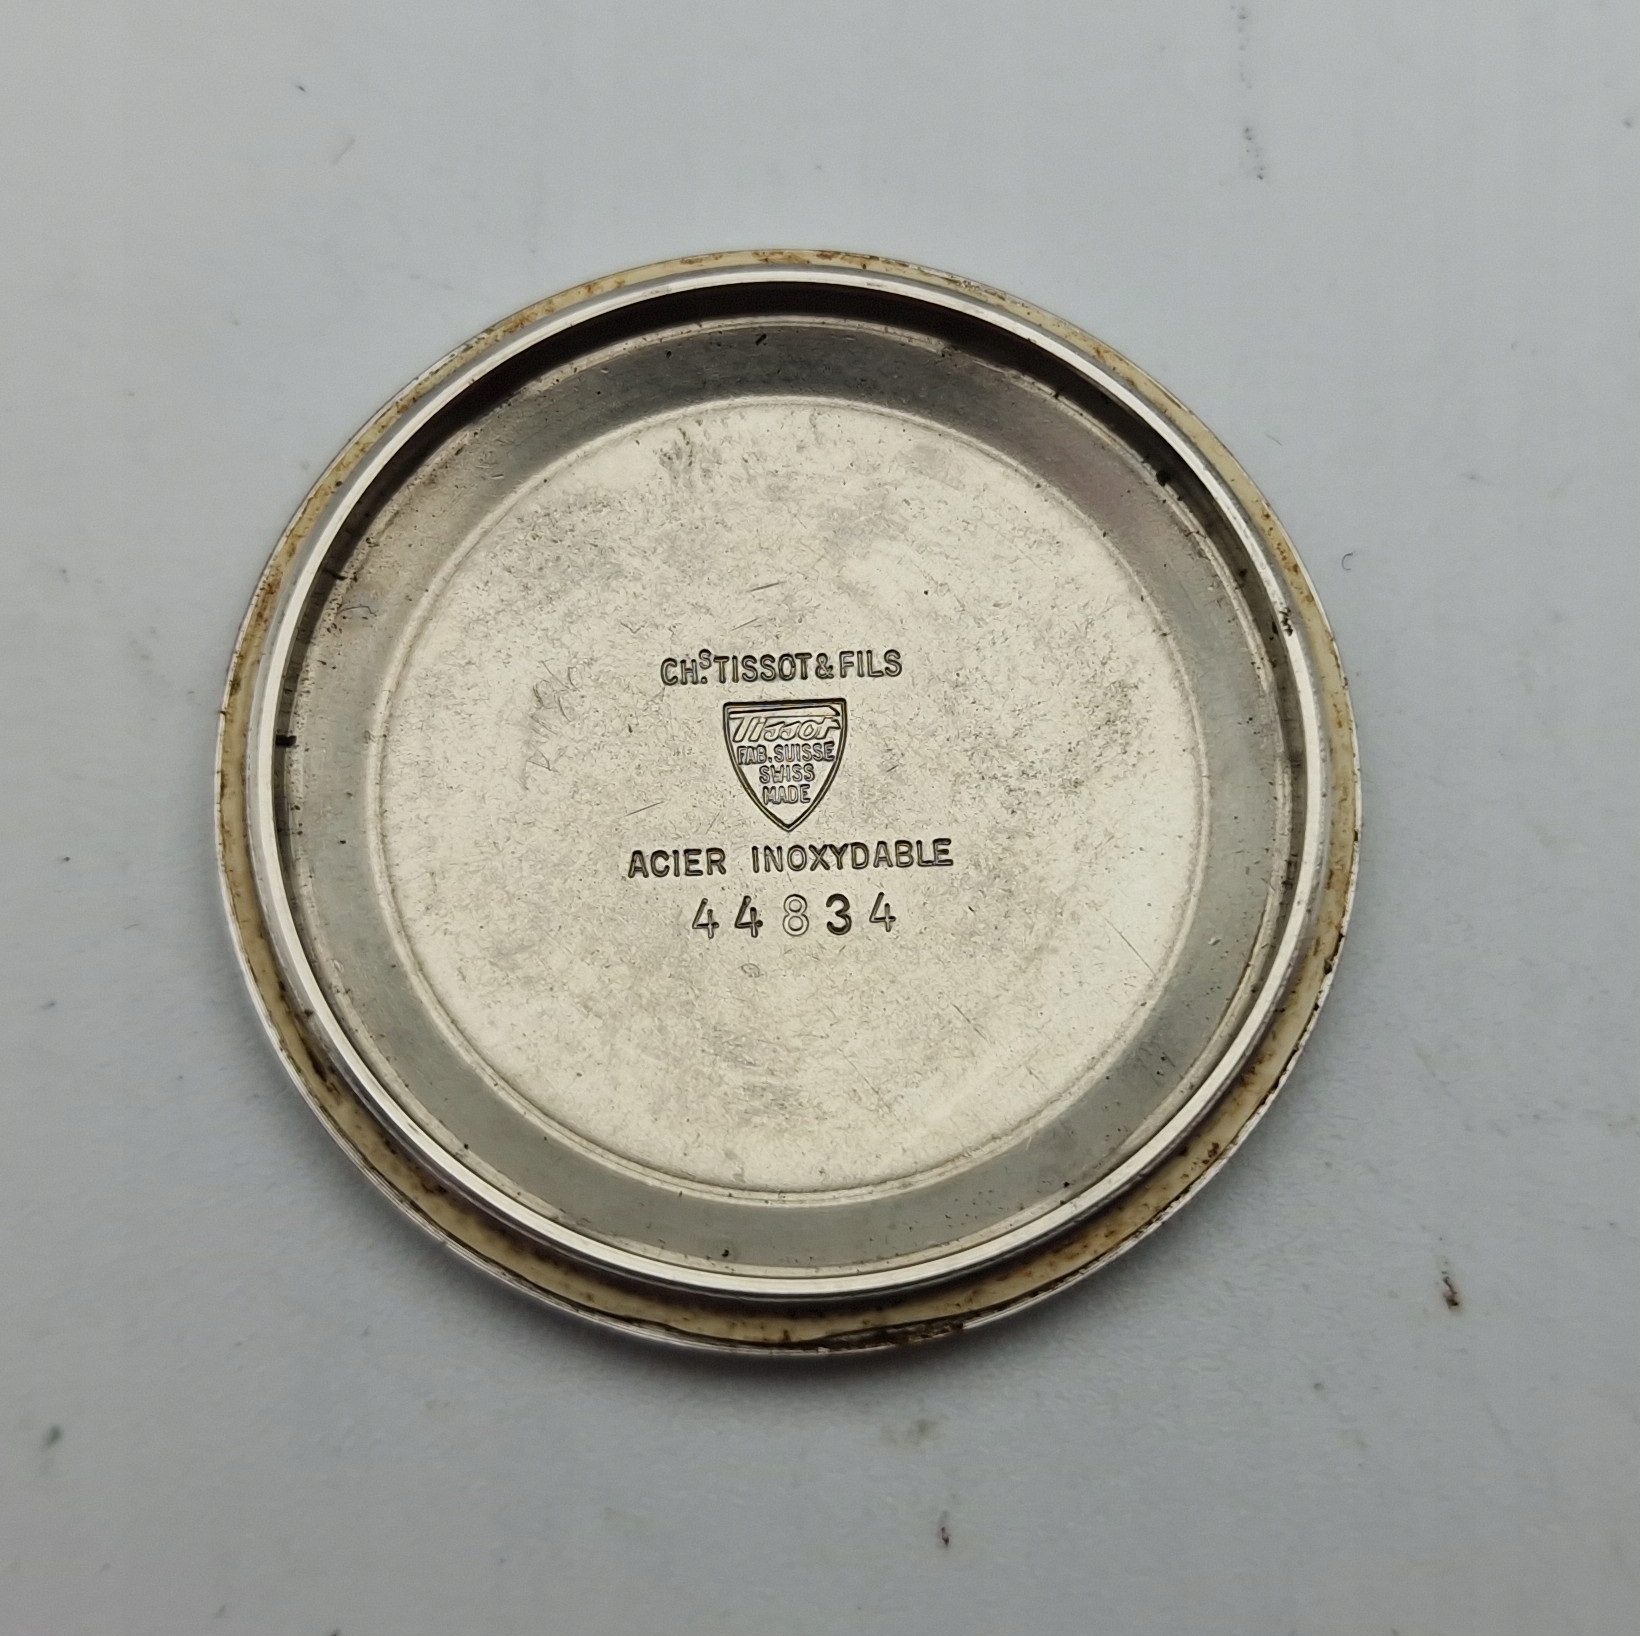 CH.S TISSOT & FILS
Tissot
FAB. SUISSE
SWISS
MADE
ACIER INOXYDABLE
44834